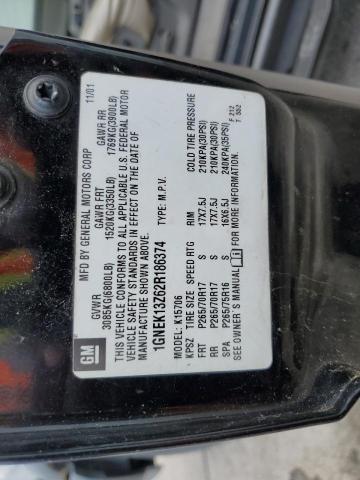 GM
MFD BY GENERAL MOTORS CORP 11/01
GVWR GAWR FRT GAWR RR
3085KG(6800LB) 1520KG(3350LB) 1769KG(3900LB)
THIS VEHICLE CONFORMS TO ALL APPLICABLE U.S. FEDERAL MOTOR
VEHICLE SAFETY STANDARDS IN EFFECT ON THE DATE OF
MANUFACTURE SHOWN ABOVE.
1GNEK13Z62R186374 TYPE: M.P.V.
MODEL: K15706
KPSZ TIRE SIZE SPEED RTG RIM COLD TIRE PRESSURE
FRT P265/70R17 S 17X7.5J 210KPA(30PSI)
RR P265/70R17 S 17X7.5J 210KPA(30PSI)
SPA P265/75R16 S 16X6.5J 240KPA(35PSI)
SEE OWNER'S MANUAL FOR MORE INFORMATION.
F 212
T 552